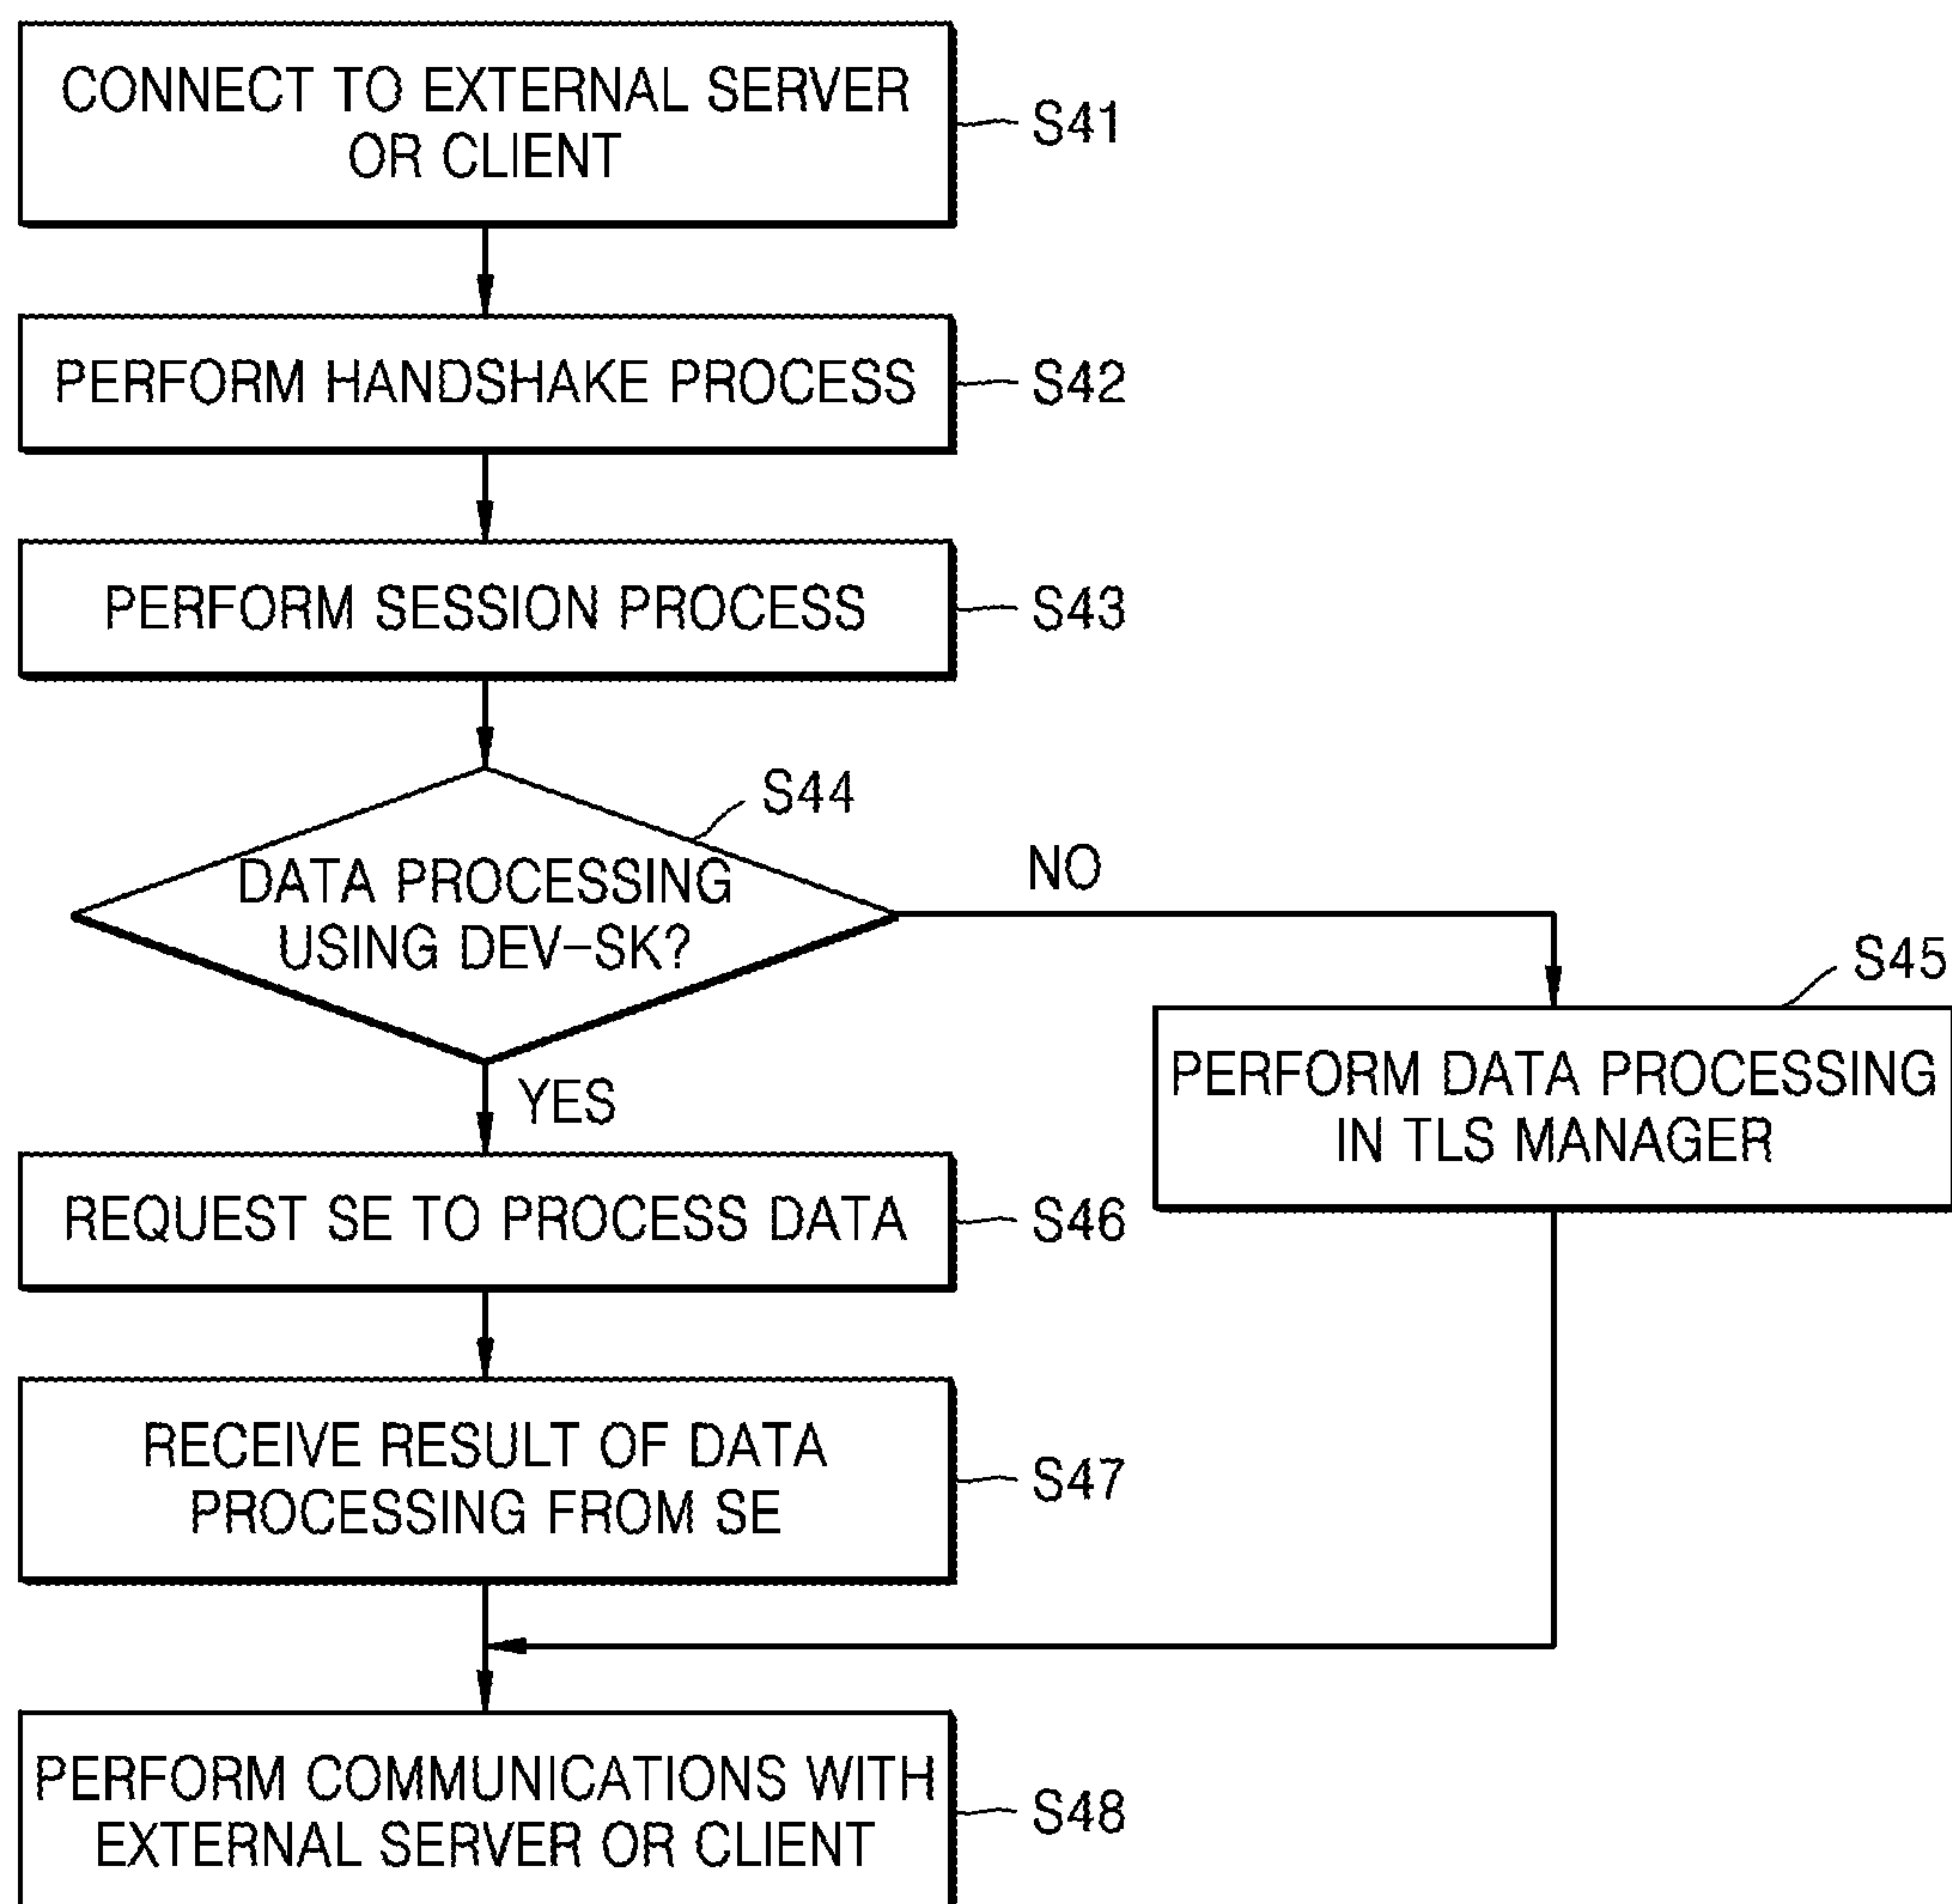 CONNECT TO EXTERNAL SERVER
OR CLIENT
S41
PERFORM HANDSHAKE PROCESS
S42
PERFORM SESSION PROCESS
S43
S44
DATA PROCESSING
USING DEV-SK?
NO
YES
S45
PERFORM DATA PROCESSING
IN TLS MANAGER
REQUEST SE TO PROCESS DATA
S46
RECEIVE RESULT OF DATA
PROCESSING FROM SE
S47
PERFORM COMMUNICATIONS WITH
EXTERNAL SERVER OR CLIENT
S48